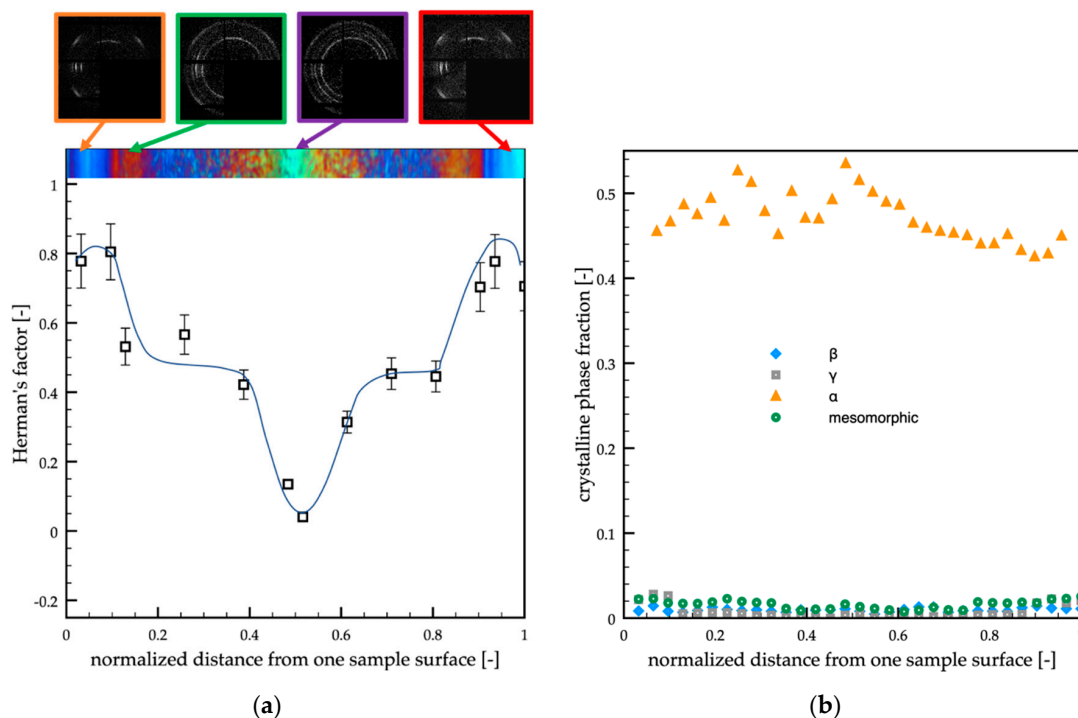 1
0.8
0.6
0.4
0.2
0
-0.2
Herman's factor [-]
0 0.2 0.4 0.6 0.8 1
normalized distance from one sample surface [-]
(a)
0.5
0.4
0.3
0.2
0.1
0
crystalline phase fraction [-]
β
γ
α
mesomorphic
0 0.2 0.4 0.6 0.8
normalized distance from one sample surface [-]
(b)